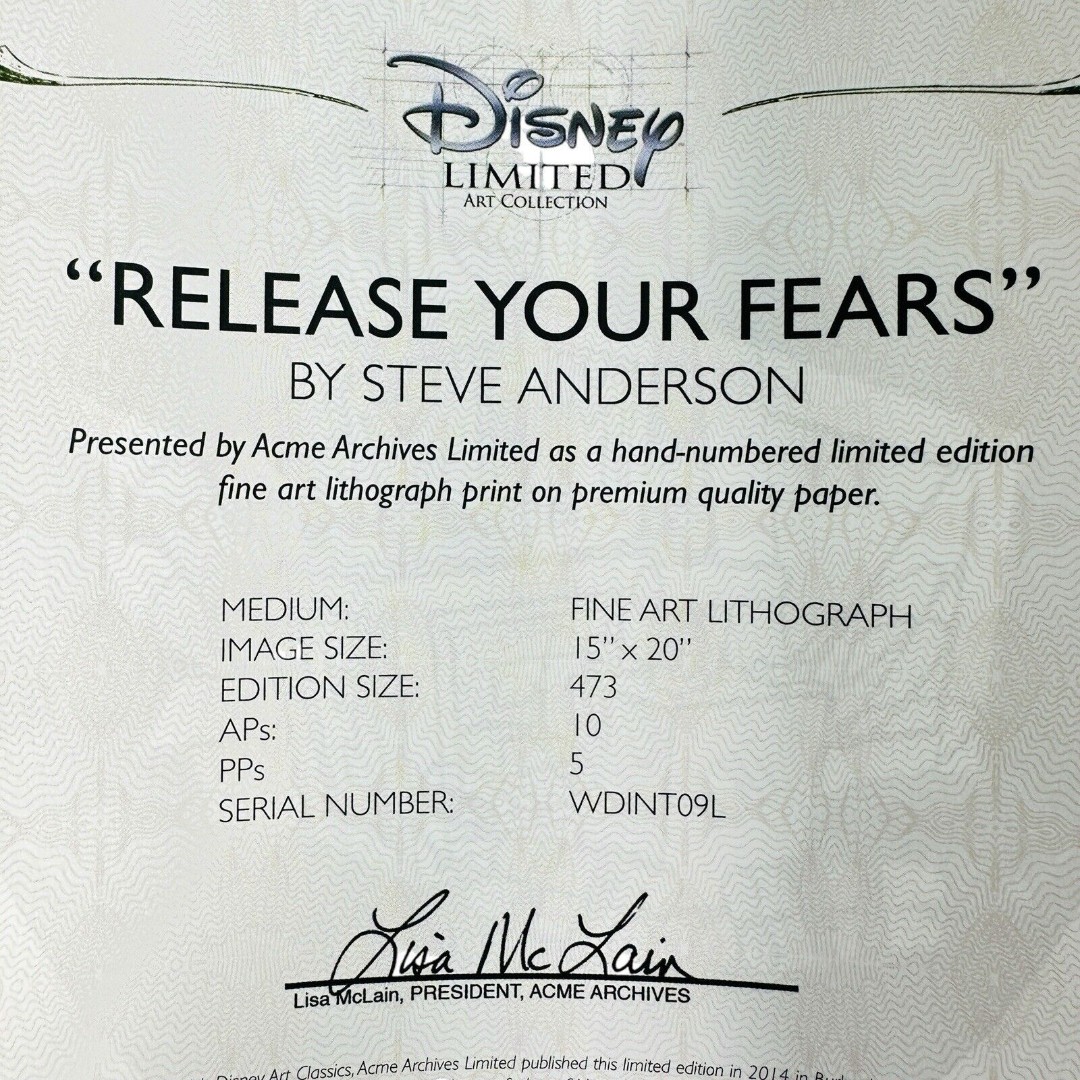 Disney
LIMITED
ART COLLECTION
“RELEASE YOUR FEARS”
BY STEVE ANDERSON
Presented by Acme Archives Limited as a hand-numbered limited edition
fine art lithograph print on premium quality paper.
MEDIUM: FINE ART LITHOGRAPH
IMAGE SIZE: 15” x 20”
EDITION SIZE: 473
APs: 10
PPs 5
SERIAL NUMBER: WDINT09L
Lisa McLain
Lisa McLain, PRESIDENT, ACME ARCHIVES
Disney Art Classics, Acme Archives Limited published this limited edition in 2014 in